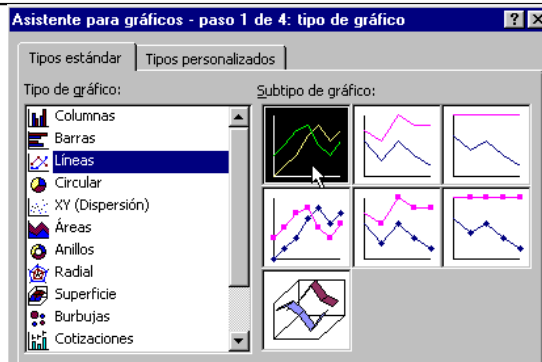 Asistente para gráficos - paso 1 de 4: tipo de gráfico
Tipos estándar
Tipos personalizados
Tipo de gráfico:
Columnas
Barras
Líneas
Circular
XY (Dispersión)
Áreas
Anillos
Radial
Superficie
Burbujas
Cotizaciones
Subtipo de gráfico: